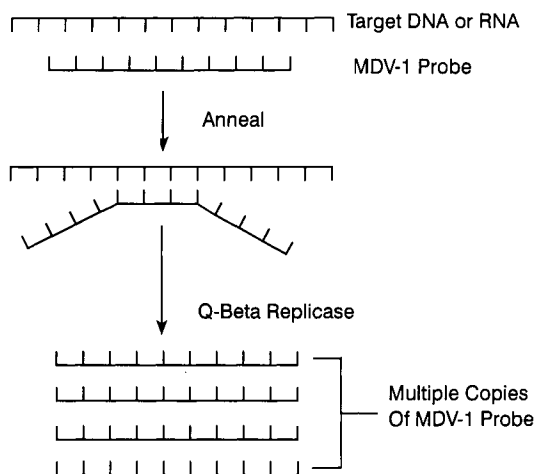 Target DNA or RNA
MDV-1 Probe
Anneal
Q-Beta Replicase
Multiple Copies
Of MDV-1 Probe